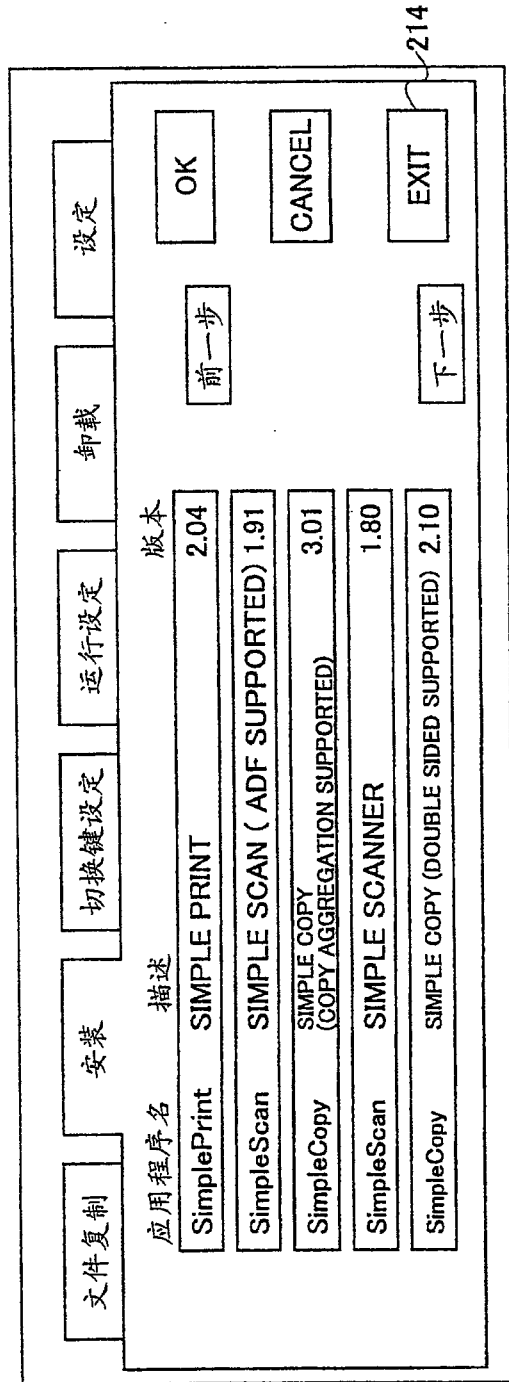 文件复制 安装 切换键设定 运行设定 卸载 设定
应用程序名 描述 版本
SimplePrint SIMPLE PRINT 2.04
SimpleScan SIMPLE SCAN ( ADF SUPPORTED) 1.91
SimpleCopy SIMPLE COPY
(COPY AGGREGATION SUPPORTED) 3.01
SimpleScan SIMPLE SCANNER 1.80
SimpleCopy SIMPLE COPY (DOUBLE SIDED SUPPORTED) 2.10
前一步
下一步
OK
CANCEL
EXIT
214